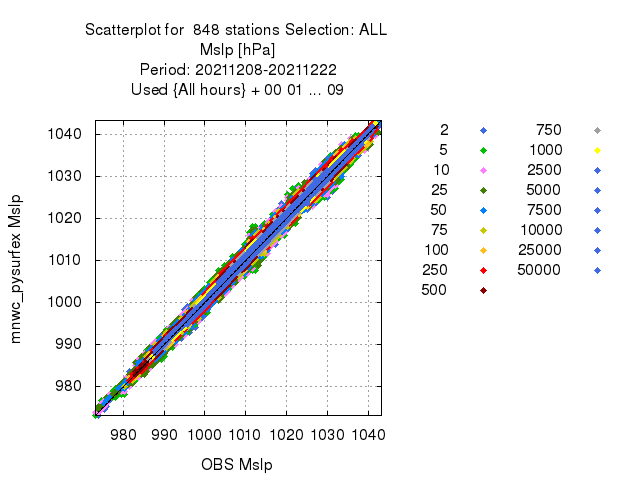 Scatterplot for 848 stations Selection: ALL
Mslp [hPa]
Period: 20211208-20211222
Used {All hours} + 00 01 ... 09
mnwc_pysurfex Mslp
1040
1030
1020
1010
1000
990
980
980 990 1000 1010 1020 1030 1040
OBS Mslp
2 750
5 1000
10 2500
25 5000
50 7500
75 10000
100 25000
250 50000
500